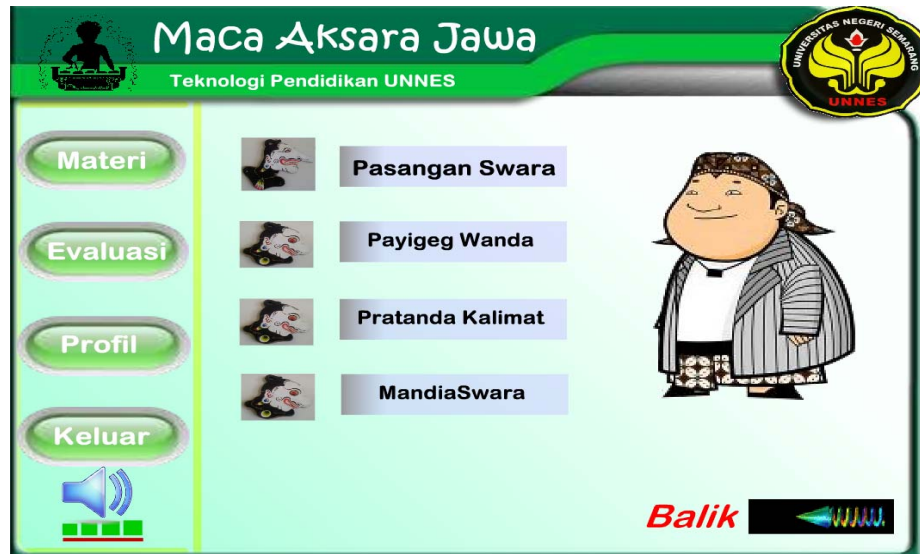 Maca Aksara Jawa
Teknologi Pendidikan UNNES
UNIVERSITAS NEGERI SEMARANG
UNNES
Materi
Evaluasi
Profil
Keluar
Pasangan Swara
Payigeg Wanda
Pratanda Kalimat
MandiaSwara
Balik